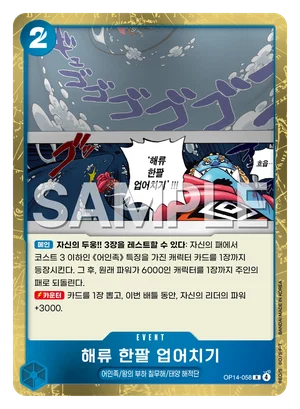 2
'해류
한팔
업어치기'!!!
흐읍…
SAMPLE
메인 자신의 두웅!! 3장을 레스트할 수 있다: 자신의 패에서
코스트 3 이하인 《어인족》 특징을 가진 캐릭터 카드를 1장까지
등장시킨다. 그 후, 원래 파워가 6000인 캐릭터를 1장까지 주인의
패로 되돌린다.
카운터 카드를 1장 뽑고, 이번 배틀 동안, 자신의 리더의 파워
+3000.
EVENT
해류 한팔 업어치기
어인족/왕의 부하 칠무해/태양 해적단
OP14-058 R 4